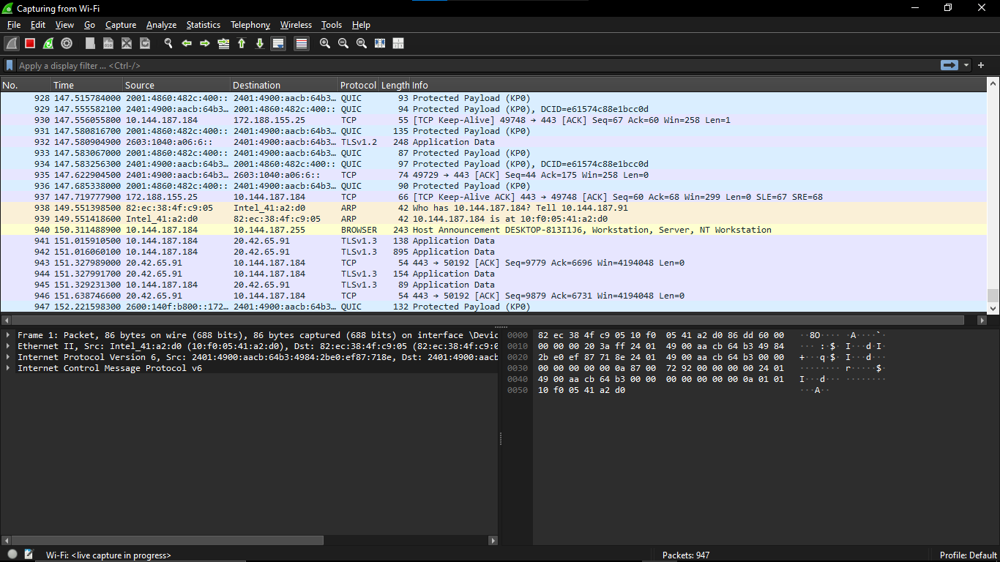 Capturing from Wi-Fi
File Edit View Go Capture Analyze Statistics Telephony Wireless Tools Help
Apply a display filter ... <Ctrl-/>
No. Time Source Destination Protocol Length Info
928 147.515784000 2001:4860:482c:400:: 2401:4900:aacb:64b3… QUIC 93 Protected Payload (KP0)
929 147.555582100 2401:4900:aacb:64b3… 2001:4860:482c:400:: QUIC 94 Protected Payload (KP0), DCID=e61574c88e1bcc0d
930 147.556055800 10.144.187.184 172.188.155.25 TCP 55 [TCP Keep-Alive] 49748 → 443 [ACK] Seq=67 Ack=60 Win=258 Len=1
931 147.580816700 2001:4860:482c:400:: 2401:4900:aacb:64b3… QUIC 135 Protected Payload (KP0)
932 147.580904900 2603:1040:a06:6:: 2401:4900:aacb:64b3… TLSv1.2 248 Application Data
933 147.583067000 2001:4860:482c:400:: 2401:4900:aacb:64b3… QUIC 87 Protected Payload (KP0)
934 147.583256300 2401:4900:aacb:64b3… 2001:4860:482c:400:: QUIC 97 Protected Payload (KP0), DCID=e61574c88e1bcc0d
935 147.622904500 2401:4900:aacb:64b3… 2603:1040:a06:6:: TCP 74 49729 → 443 [ACK] Seq=44 Ack=175 Win=258 Len=0
936 147.685338000 2001:4860:482c:400:: 2401:4900:aacb:64b3… QUIC 90 Protected Payload (KP0)
937 147.719777900 172.188.155.25 10.144.187.184 TCP 66 [TCP Keep-Alive ACK] 443 → 49748 [ACK] Seq=60 Ack=68 Win=299 Len=0 SLE=67 SRE=68
938 149.551398500 82:ec:38:4f:c9:05 Intel_41:a2:d0 ARP 42 Who has 10.144.187.184? Tell 10.144.187.91
939 149.551418600 Intel_41:a2:d0 82:ec:38:4f:c9:05 ARP 42 10.144.187.184 is at 10:f0:05:41:a2:d0
940 150.311488900 10.144.187.184 10.144.187.255 BROWSER 243 Host Announcement DESKTOP-813I1J6, Workstation, Server, NT Workstation
941 151.015910500 10.144.187.184 20.42.65.91 TLSv1.3 138 Application Data
942 151.016060100 10.144.187.184 20.42.65.91 TLSv1.3 895 Application Data
943 151.327989000 20.42.65.91 10.144.187.184 TCP 54 443 → 50192 [ACK] Seq=9779 Ack=6696 Win=4194048 Len=0
944 151.327991700 20.42.65.91 10.144.187.184 TLSv1.3 154 Application Data
945 151.329231300 10.144.187.184 20.42.65.91 TLSv1.3 89 Application Data
946 151.638746600 20.42.65.91 10.144.187.184 TCP 54 443 → 50192 [ACK] Seq=9879 Ack=6731 Win=4194048 Len=0
947 152.221598300 2600:140f:b800::172… 2401:4900:aacb:64b3… QUIC 132 Protected Payload (KP0)
Frame 1: Packet, 86 bytes on wire (688 bits), 86 bytes captured (688 bits) on interface \Devic
Ethernet II, Src: Intel_41:a2:d0 (10:f0:05:41:a2:d0), Dst: 82:ec:38:4f:c9:05 (82:ec:38:4f:c9:0
Internet Protocol Version 6, Src: 2401:4900:aacb:64b3:4984:2be0:ef87:718e, Dst: 2401:4900:aacb
Internet Control Message Protocol v6
0000 82 ec 38 4f c9 05 10 f0 05 41 a2 d0 86 dd 60 00 ··8O···· ·A····`·
0010 00 00 00 20 3a ff 24 01 49 00 aa cb 64 b3 49 84 ··· :·$· I···d·I·
0020 2b e0 ef 87 71 8e 24 01 49 00 aa cb 64 b3 00 00 +···q·$· I···d···
0030 00 00 00 00 00 0a 87 00 72 92 00 00 00 00 24 01 ········ r·····$·
0040 49 00 aa cb 64 b3 00 00 00 00 00 00 0a 01 01 I···d··· ········
0050 10 f0 05 41 a2 d0 ···A··
Wi-Fi: <live capture in progress>
Packets: 947
Profile: Default